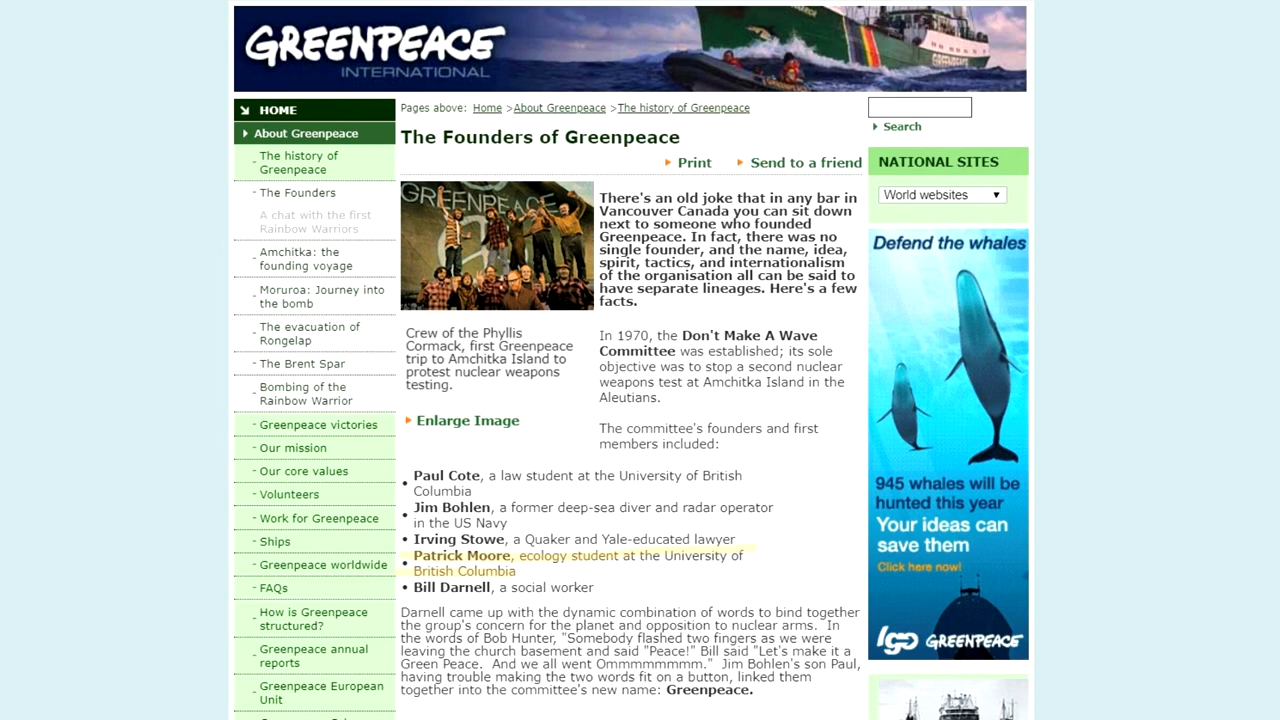 GREENPEACE
INTERNATIONAL
GREENPEACE
HOME
About Greenpeace
- The history of
Greenpeace
- The Founders
A chat with the first
Rainbow Warriors
- Amchitka: the
founding voyage
- Moruroa: Journey into
the bomb
- The evacuation of
Rongelap
- The Brent Spar
- Bombing of the
Rainbow Warrior
- Greenpeace victories
- Our mission
- Our core values
- Volunteers
- Work for Greenpeace
- Ships
- Greenpeace worldwide
- FAQs
- How is Greenpeace
structured?
- Greenpeace annual
reports
- Greenpeace European
Unit
Pages above: Home >About Greenpeace >The history of Greenpeace
The Founders of Greenpeace
Print Send to a friend
GREENPEACE
Crew of the Phyllis
Cormack, first Greenpeace
trip to Amchitka Island to
protest nuclear weapons
testing.
Enlarge Image
There's an old joke that in any bar in
Vancouver Canada you can sit down
next to someone who founded
Greenpeace. In fact, there was no
single founder, and the name, idea,
spirit, tactics, and internationalism
of the organisation all can be said to
have separate lineages. Here's a few
facts.
In 1970, the Don't Make A Wave
Committee was established; its sole
objective was to stop a second nuclear
weapons test at Amchitka Island in the
Aleutians.
The committee's founders and first
members included:
• Paul Cote, a law student at the University of British
Columbia
• Jim Bohlen, a former deep-sea diver and radar operator
in the US Navy
• Irving Stowe, a Quaker and Yale-educated lawyer
• Patrick Moore, ecology student at the University of
British Columbia
• Bill Darnell, a social worker
Darnell came up with the dynamic combination of words to bind together
the group's concern for the planet and opposition to nuclear arms. In
the words of Bob Hunter, "Somebody flashed two fingers as we were
leaving the church basement and said "Peace!" Bill said "Let's make it a
Green Peace. And we all went Ommmmmmmm." Jim Bohlen's son Paul,
having trouble making the two words fit on a button, linked them
together into the committee's new name: Greenpeace.
Search
NATIONAL SITES
World websites
Defend the whales
945 whales will be
hunted this year
Your ideas can
save them
Click here now!
GREENPEACE